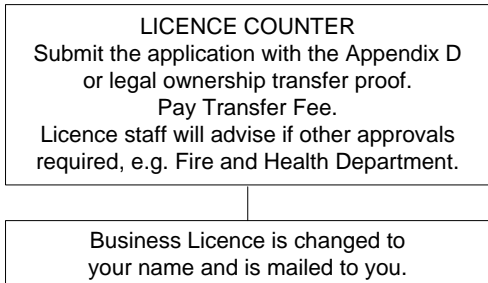 LICENCE COUNTER
Submit the application with the Appendix D
or legal ownership transfer proof.
Pay Transfer Fee.
Licence staff will advise if other approvals
required, e.g. Fire and Health Department.
Business Licence is changed to
your name and is mailed to you.